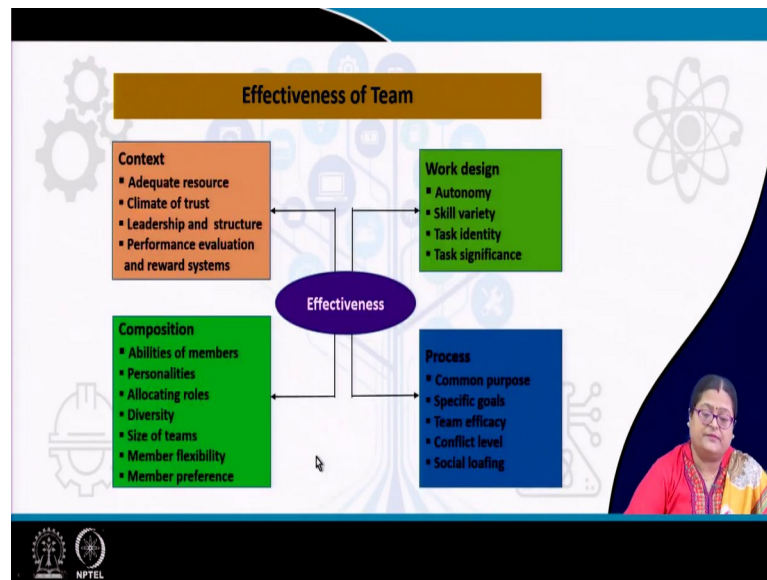 Effectiveness of Team
Context
▪ Adequate resource
▪ Climate of trust
▪ Leadership and structure
▪ Performance evaluation
and reward systems
Work design
▪ Autonomy
▪ Skill variety
▪ Task identity
▪ Task significance
Effectiveness
Composition
▪ Abilities of members
▪ Personalities
▪ Allocating roles
▪ Diversity
▪ Size of teams
▪ Member flexibility
▪ Member preference
Process
▪ Common purpose
▪ Specific goals
▪ Team efficacy
▪ Conflict level
▪ Social loafing
NPTEL